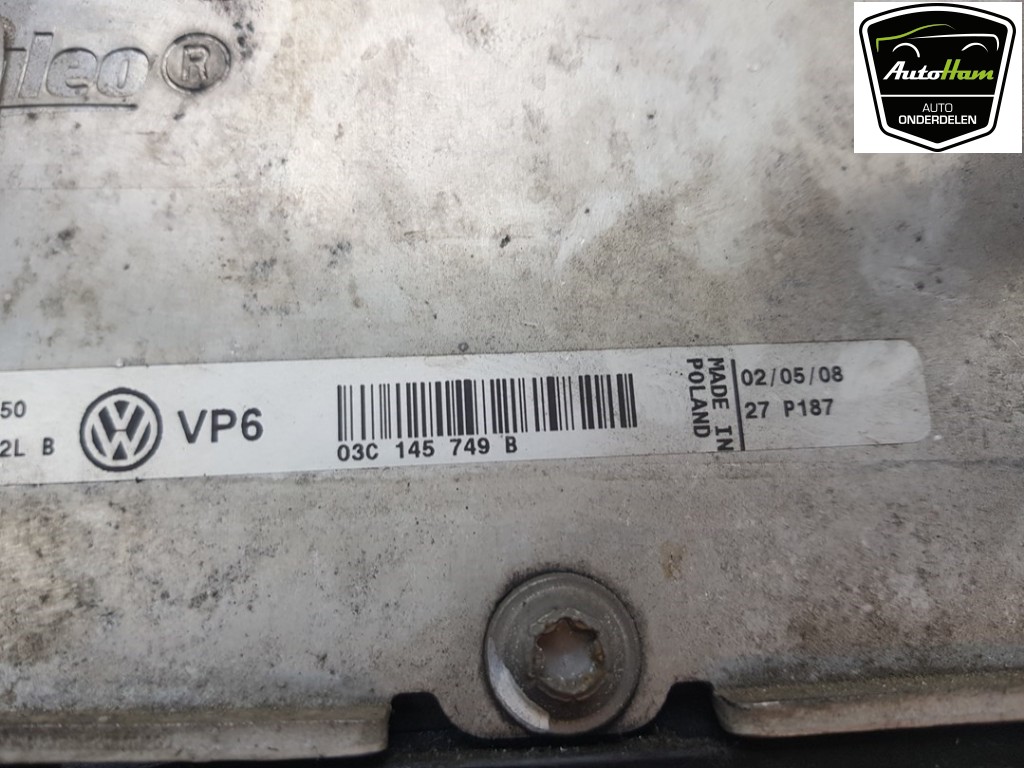 AutoHam
AUTO
ONDERDELEN
®
50
2L B
VP6
03C 145 749 B
MADE IN
POLAND
02/05/08
27 P187